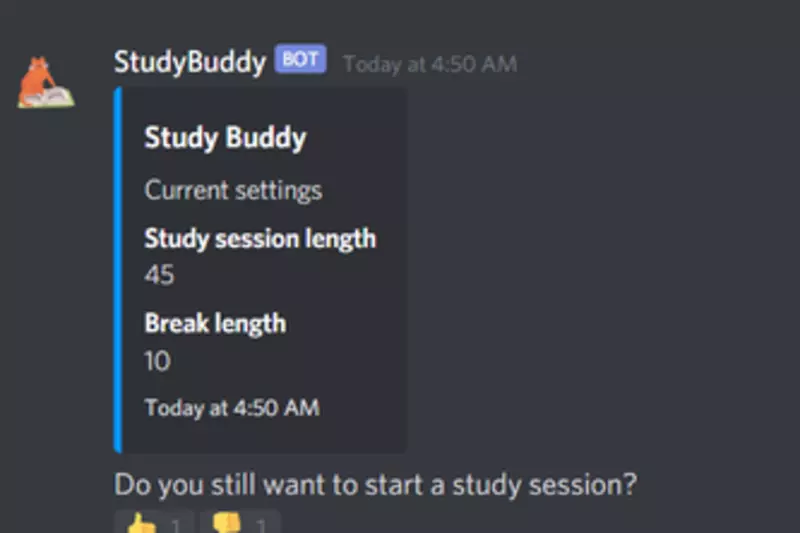 StudyBuddy BOT Today at 4:50 AM
Study Buddy
Current settings
Study session length
45
Break length
10
Today at 4:50 AM
Do you still want to start a study session?
👍 1 👎 1